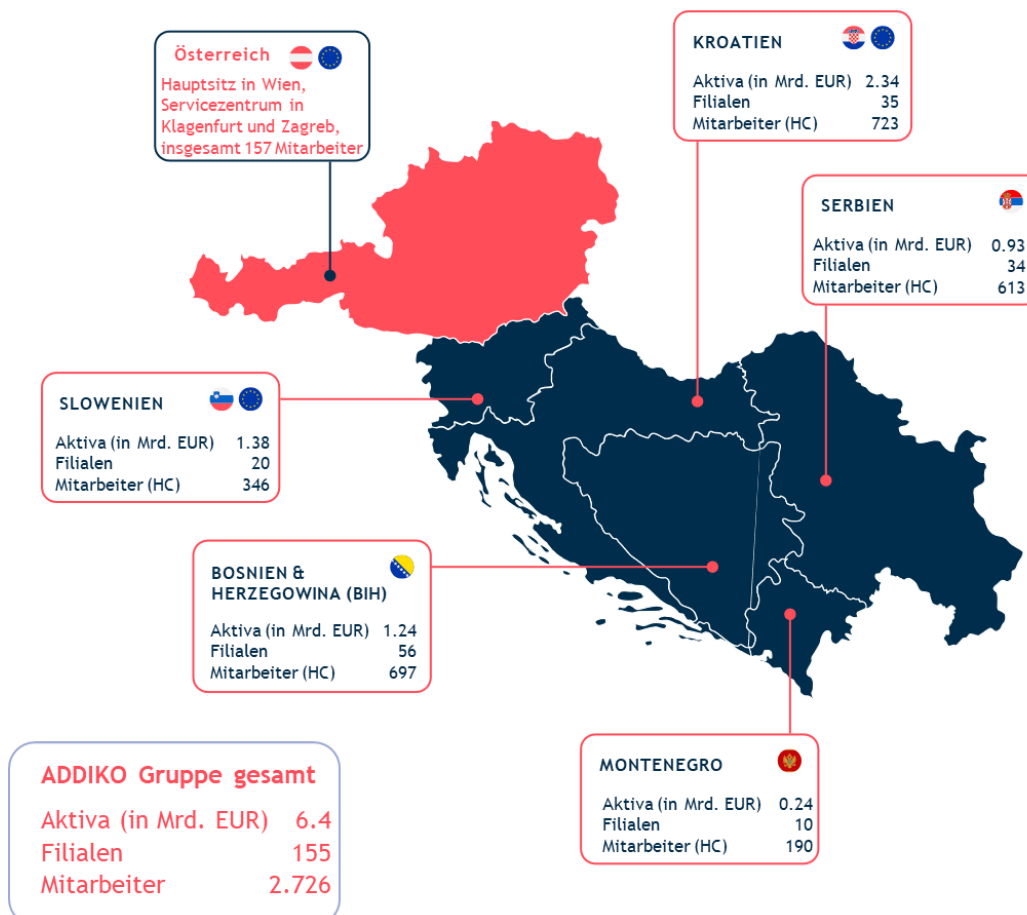 Österreich
Hauptsitz in Wien,
Servicezentrum in
Klagenfurt und Zagreb,
insgesamt 157 Mitarbeiter
KROATIEN
Aktiva (in Mrd. EUR) 2.34
Filialen 35
Mitarbeiter (HC) 723
SERBIEN
Aktiva (in Mrd. EUR) 0.93
Filialen 34
Mitarbeiter (HC) 613
SLOWENIEN
Aktiva (in Mrd. EUR) 1.38
Filialen 20
Mitarbeiter (HC) 346
BOSNIEN &
HERZEGOWINA (BIH)
Aktiva (in Mrd. EUR) 1.24
Filialen 56
Mitarbeiter (HC) 697
MONTENEGRO
Aktiva (in Mrd. EUR) 0.24
Filialen 10
Mitarbeiter (HC) 190
ADDIKO Gruppe gesamt
Aktiva (in Mrd. EUR) 6.4
Filialen 155
Mitarbeiter 2.726